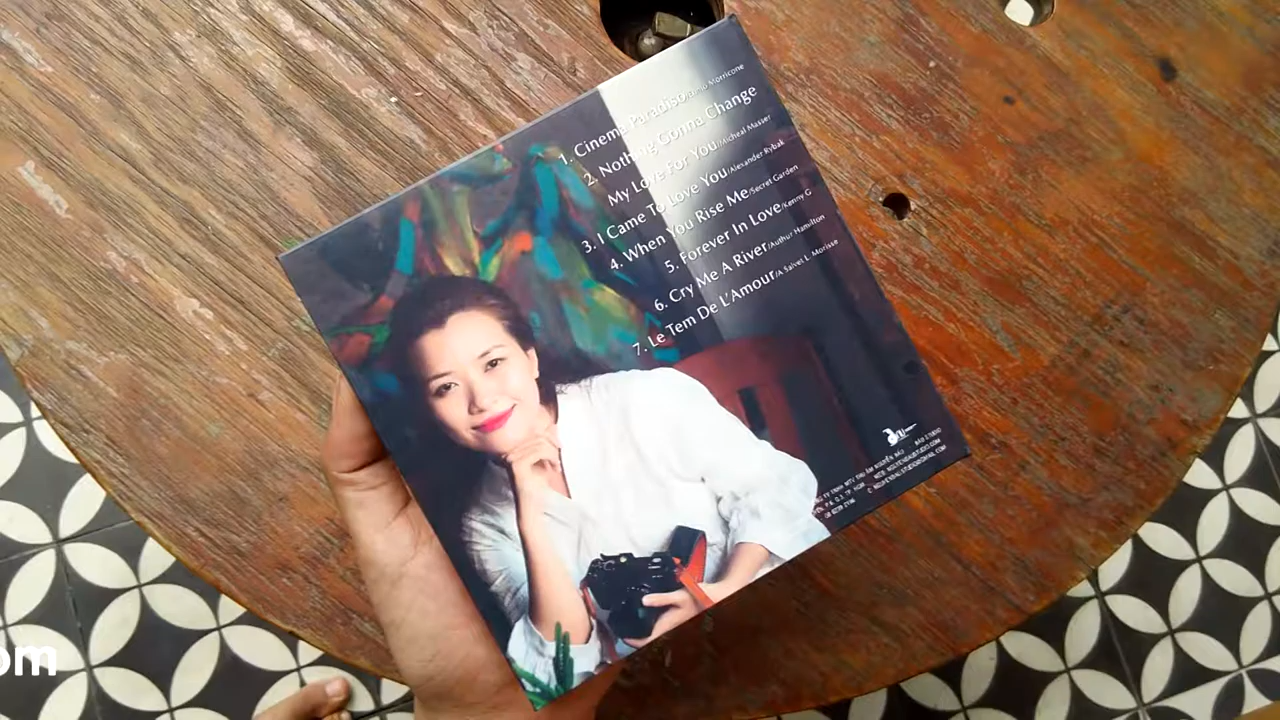 1. Cinema Paradiso/Ennio Morricone
2. Nothing Gonna Change
My Love For You/Micheal Masser
3. I Came To Love You/Alexander Rybak
4. When You Rise Me/Secret Garden
5. Forever In Love/Kenny G
6. Cry Me A River/Authur Hamilton
7. Le Tem De L'Amour/A Salvet L. Morisse
TP. HCM
om